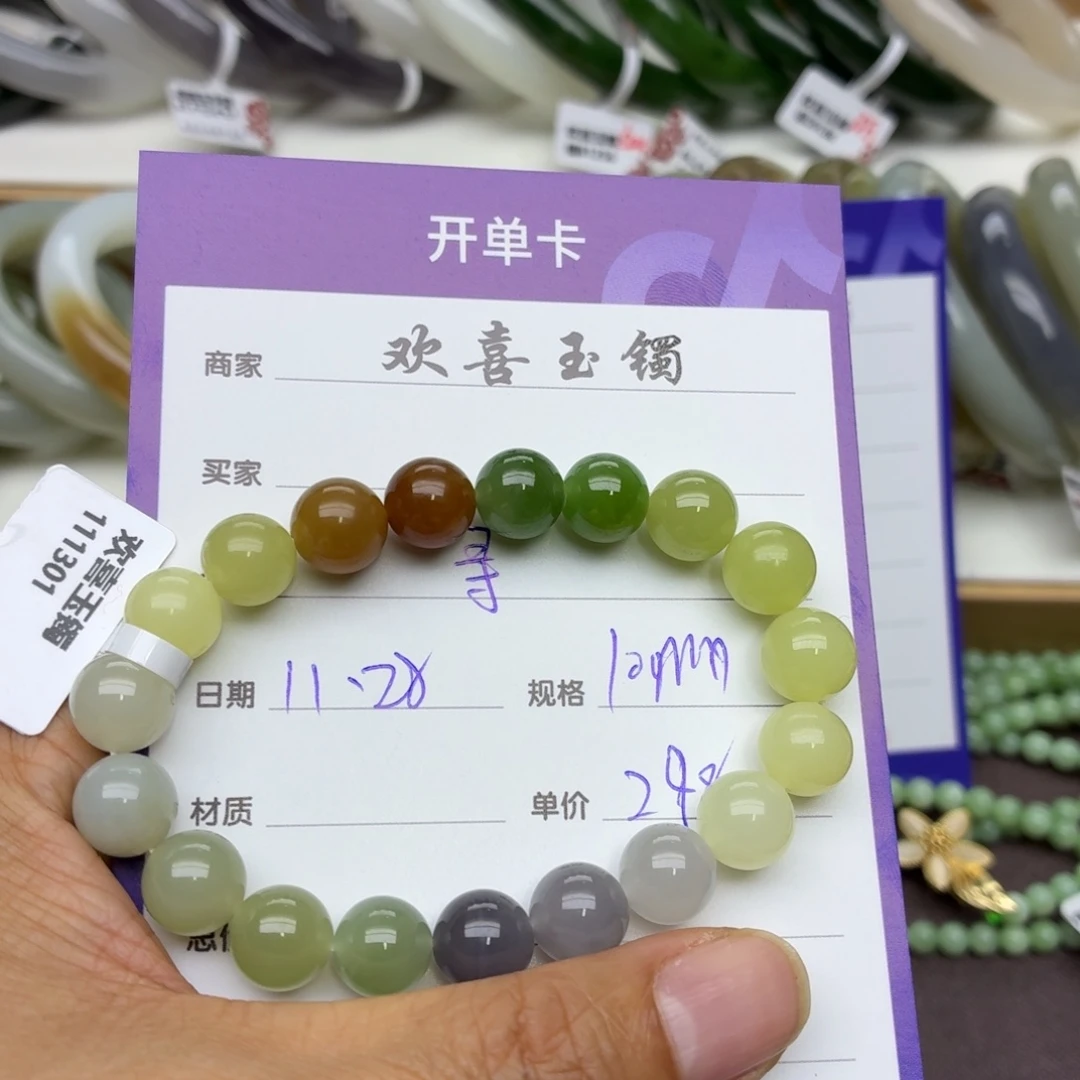 开单卡
商家 欢喜玉镯
买家
手
日期 11.28 规格 10mm
材质 单价
欢喜玉镯
111301